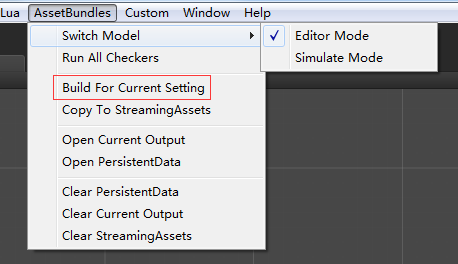 Lua AssetBundles Custom Window Help
Switch Model
Editor Mode
Simulate Mode
Run All Checkers
Build For Current Setting
Copy To StreamingAssets
Open Current Output
Open PersistentData
Clear PersistentData
Clear Current Output
Clear StreamingAssets